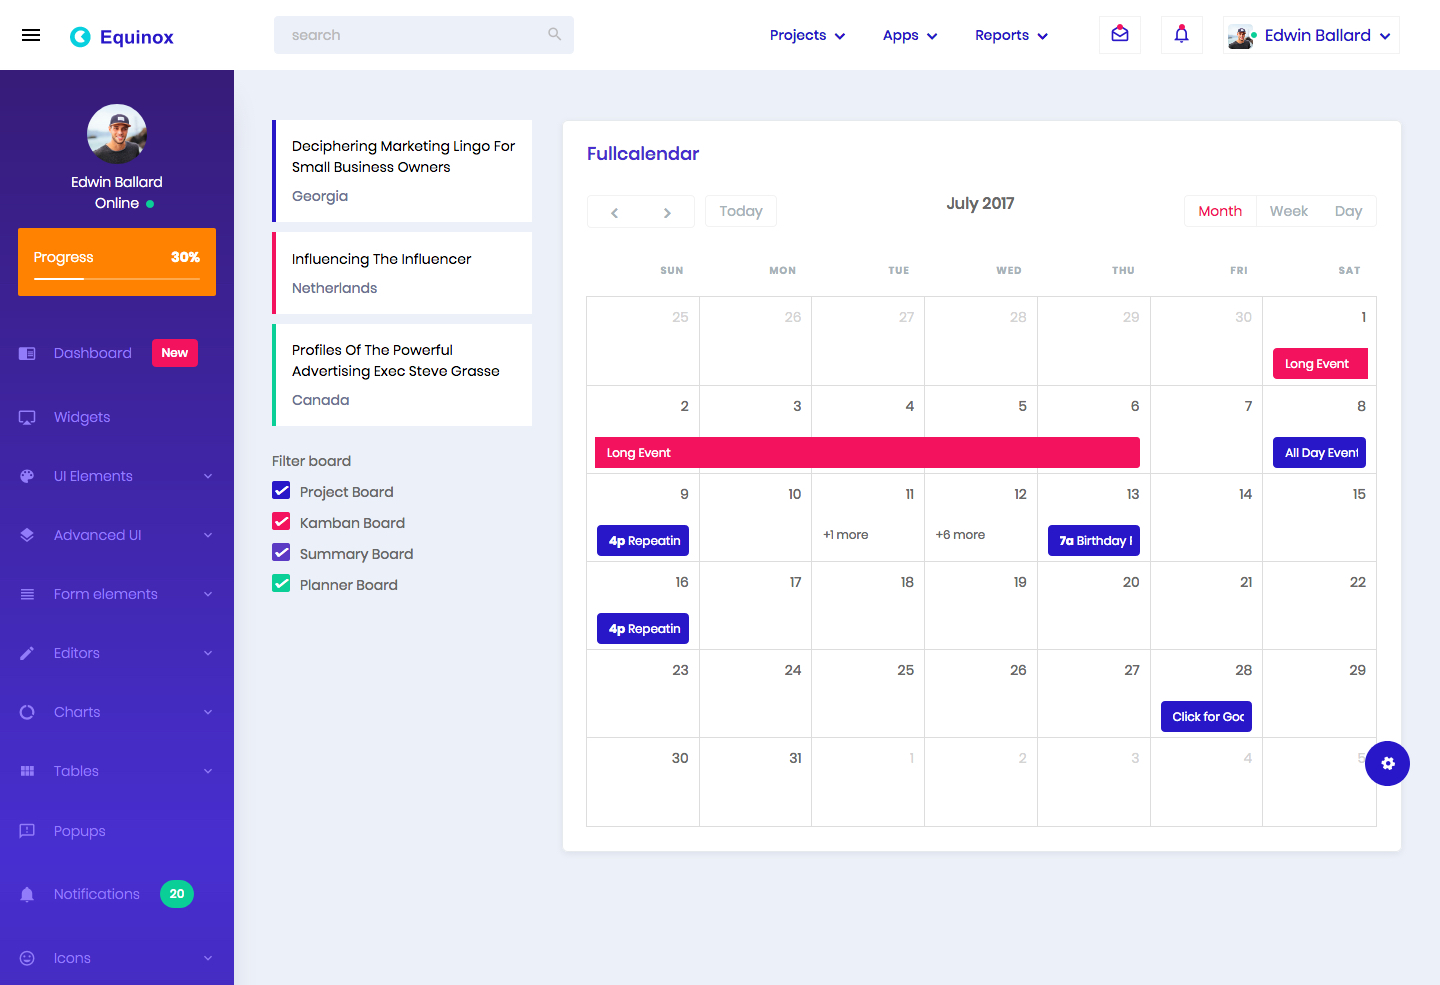 Equinox
search
Projects
Apps
Reports
Edwin Ballard
Edwin Ballard
Online
Progress 30%
Dashboard New
Widgets
UI Elements
Advanced UI
Form elements
Editors
Charts
Tables
Popups
Notifications 20
Icons
Deciphering Marketing Lingo For
Small Business Owners
Georgia
Influencing The Influencer
Netherlands
Profiles Of The Powerful
Advertising Exec Steve Grasse
Canada
Filter board
Project Board
Kamban Board
Summary Board
Planner Board
Fullcalendar
Today
July 2017
Month Week Day
SUN MON TUE WED THU FRI SAT
25 26 27 28 29 30 1
Long Event
2 3 4 5 6 7 8
Long Event All Day Event
9 10 11 12 13 14 15
4p Repeatin +1 more +6 more 7a Birthday
16 17 18 19 20 21 22
4p Repeatin
23 24 25 26 27 28 29
Click for Goo
30 31 1 2 3 4 5